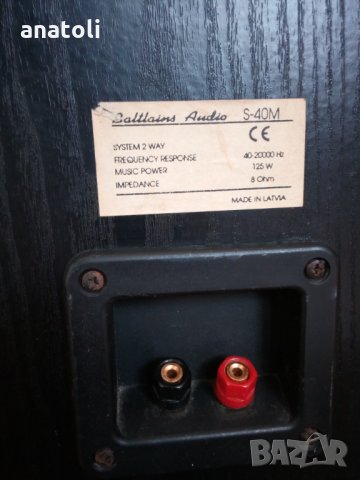 anatoli
Baltlains Audio S-40M
CE
SYSTEM 2 WAY
FREQUENCY RESPONSE 40-20000 Hz
MUSIC POWER 125 W
IMPEDANCE 8 Ohm
MADE IN LATVIA
BAZAR